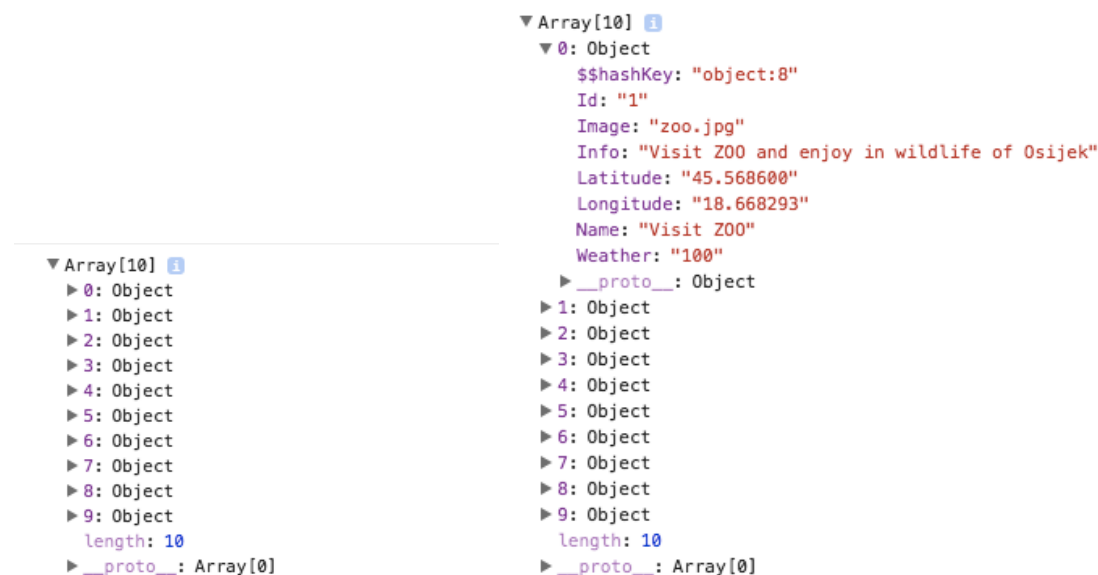 Array[10] i
0: Object
1: Object
2: Object
3: Object
4: Object
5: Object
6: Object
7: Object
8: Object
9: Object
length: 10
__proto__: Array[0]
Array[10] i
0: Object
$$hashKey: "object:8"
Id: "1"
Image: "zoo.jpg"
Info: "Visit ZOO and enjoy in wildlife of Osijek"
Latitude: "45.568600"
Longitude: "18.668293"
Name: "Visit ZOO"
Weather: "100"
__proto__: Object
1: Object
2: Object
3: Object
4: Object
5: Object
6: Object
7: Object
8: Object
9: Object
length: 10
__proto__: Array[0]